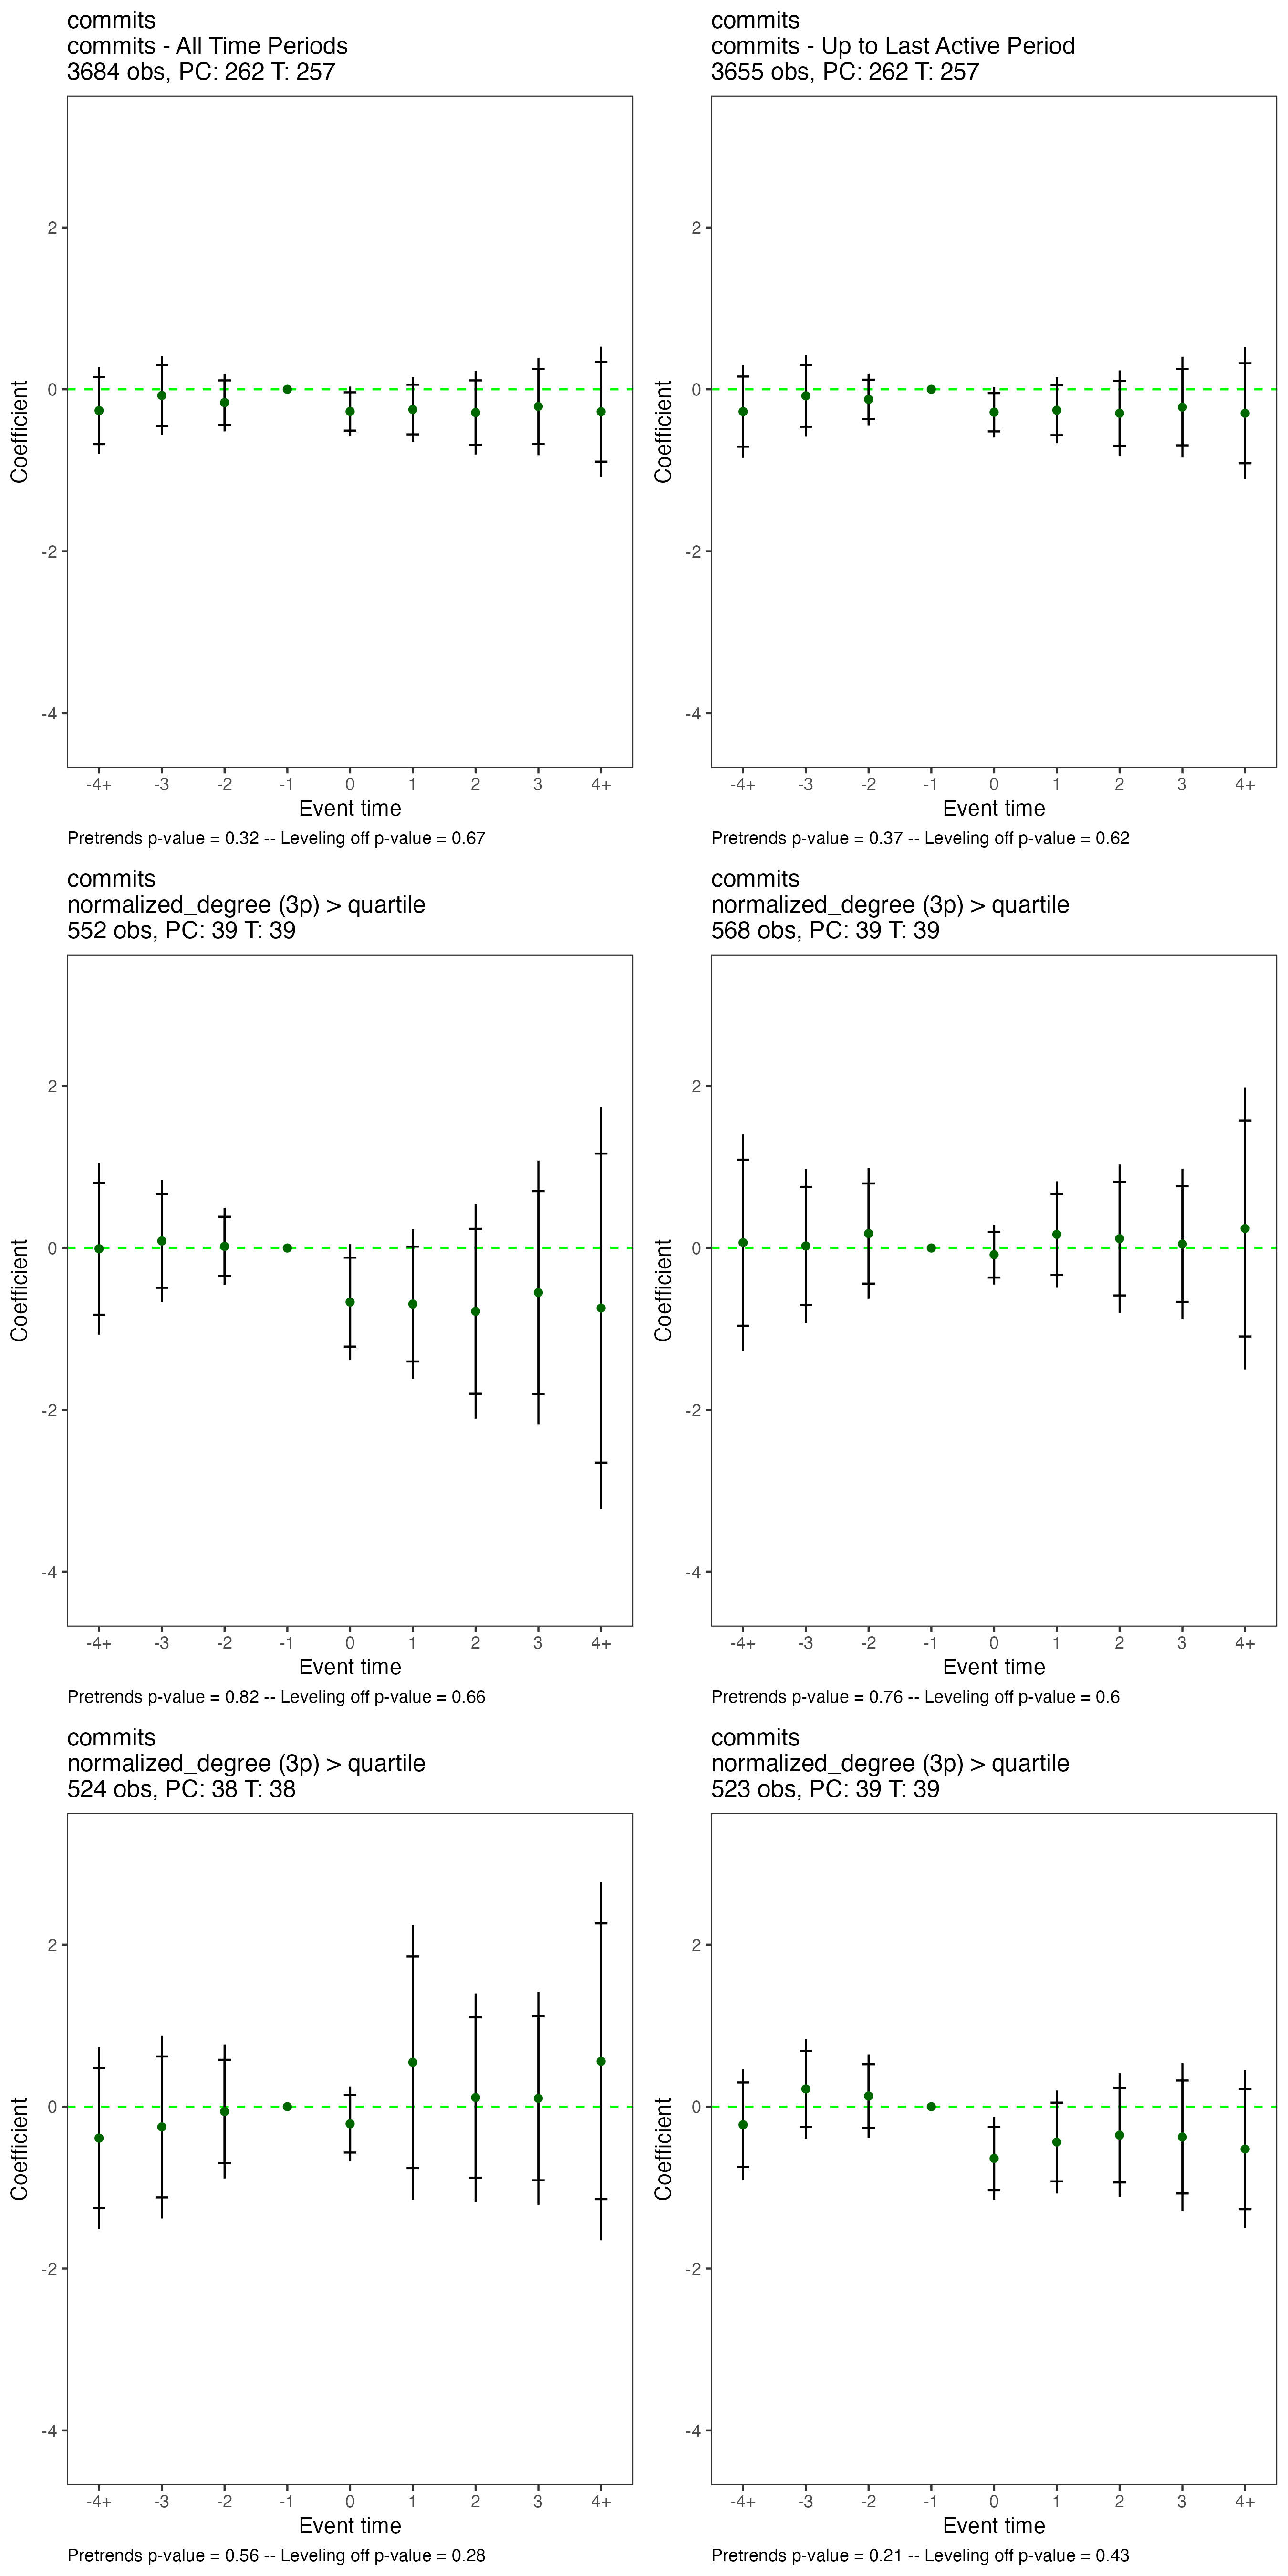 commits
commits - All Time Periods
3684 obs, PC: 262 T: 257
Coefficient
2
0
-2
-4
-4+ -3 -2 -1 0 1 2 3 4+
Event time
Pretrends p-value = 0.32 -- Leveling off p-value = 0.67
commits
commits - Up to Last Active Period
3655 obs, PC: 262 T: 257
Coefficient
2
0
-2
-4
-4+ -3 -2 -1 0 1 2 3 4+
Event time
Pretrends p-value = 0.37 -- Leveling off p-value = 0.62
commits
normalized_degree (3p) > quartile
552 obs, PC: 39 T: 39
Coefficient
2
0
-2
-4
-4+ -3 -2 -1 0 1 2 3 4+
Event time
Pretrends p-value = 0.82 -- Leveling off p-value = 0.66
commits
normalized_degree (3p) > quartile
568 obs, PC: 39 T: 39
Coefficient
2
0
-2
-4
-4+ -3 -2 -1 0 1 2 3 4+
Event time
Pretrends p-value = 0.76 -- Leveling off p-value = 0.6
commits
normalized_degree (3p) > quartile
524 obs, PC: 38 T: 38
Coefficient
2
0
-2
-4
-4+ -3 -2 -1 0 1 2 3 4+
Event time
Pretrends p-value = 0.56 -- Leveling off p-value = 0.28
commits
normalized_degree (3p) > quartile
523 obs, PC: 39 T: 39
Coefficient
2
0
-2
-4
-4+ -3 -2 -1 0 1 2 3 4+
Event time
Pretrends p-value = 0.21 -- Leveling off p-value = 0.43